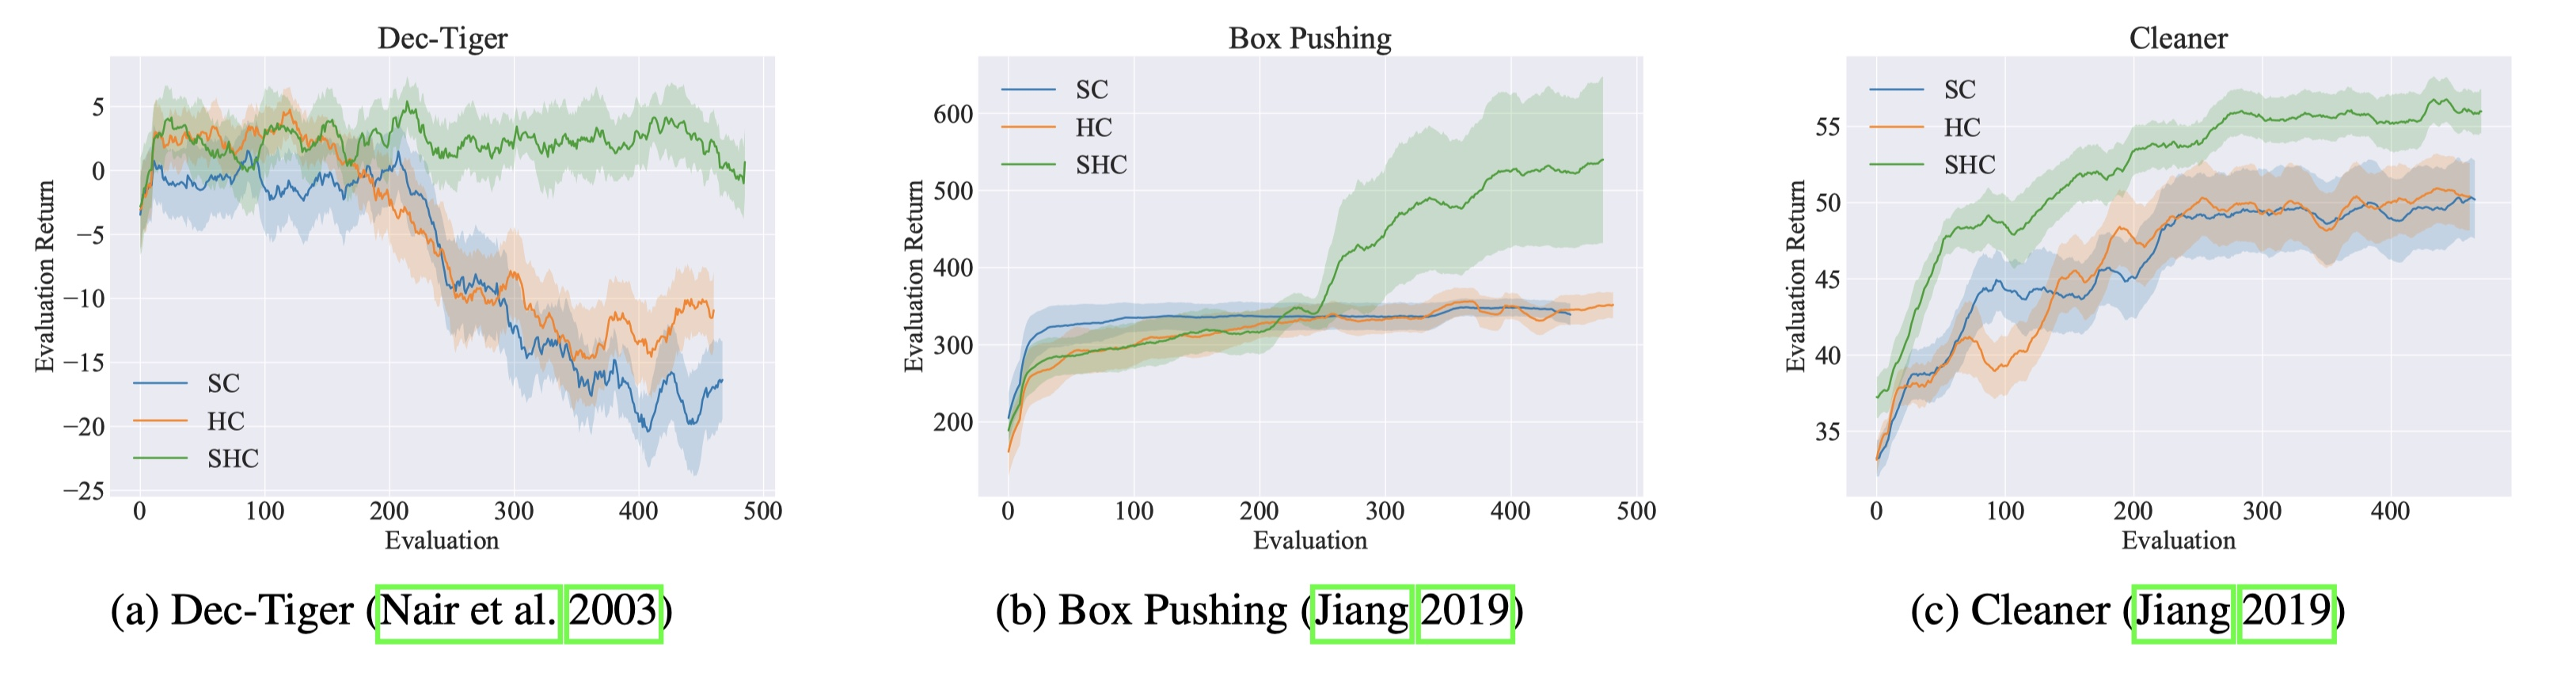 Dec-Tiger
5
0
−5
−10
−15
−20
−25
Evaluation Return
SC
HC
SHC
0 100 200 300 400 500
Evaluation
(a) Dec-Tiger (Nair et al. 2003)
Box Pushing
600
500
400
300
200
Evaluation Return
SC
HC
SHC
0 100 200 300 400 500
Evaluation
(b) Box Pushing (Jiang 2019)
Cleaner
55
50
45
40
35
Evaluation Return
SC
HC
SHC
0 100 200 300 400
Evaluation
(c) Cleaner (Jiang 2019)